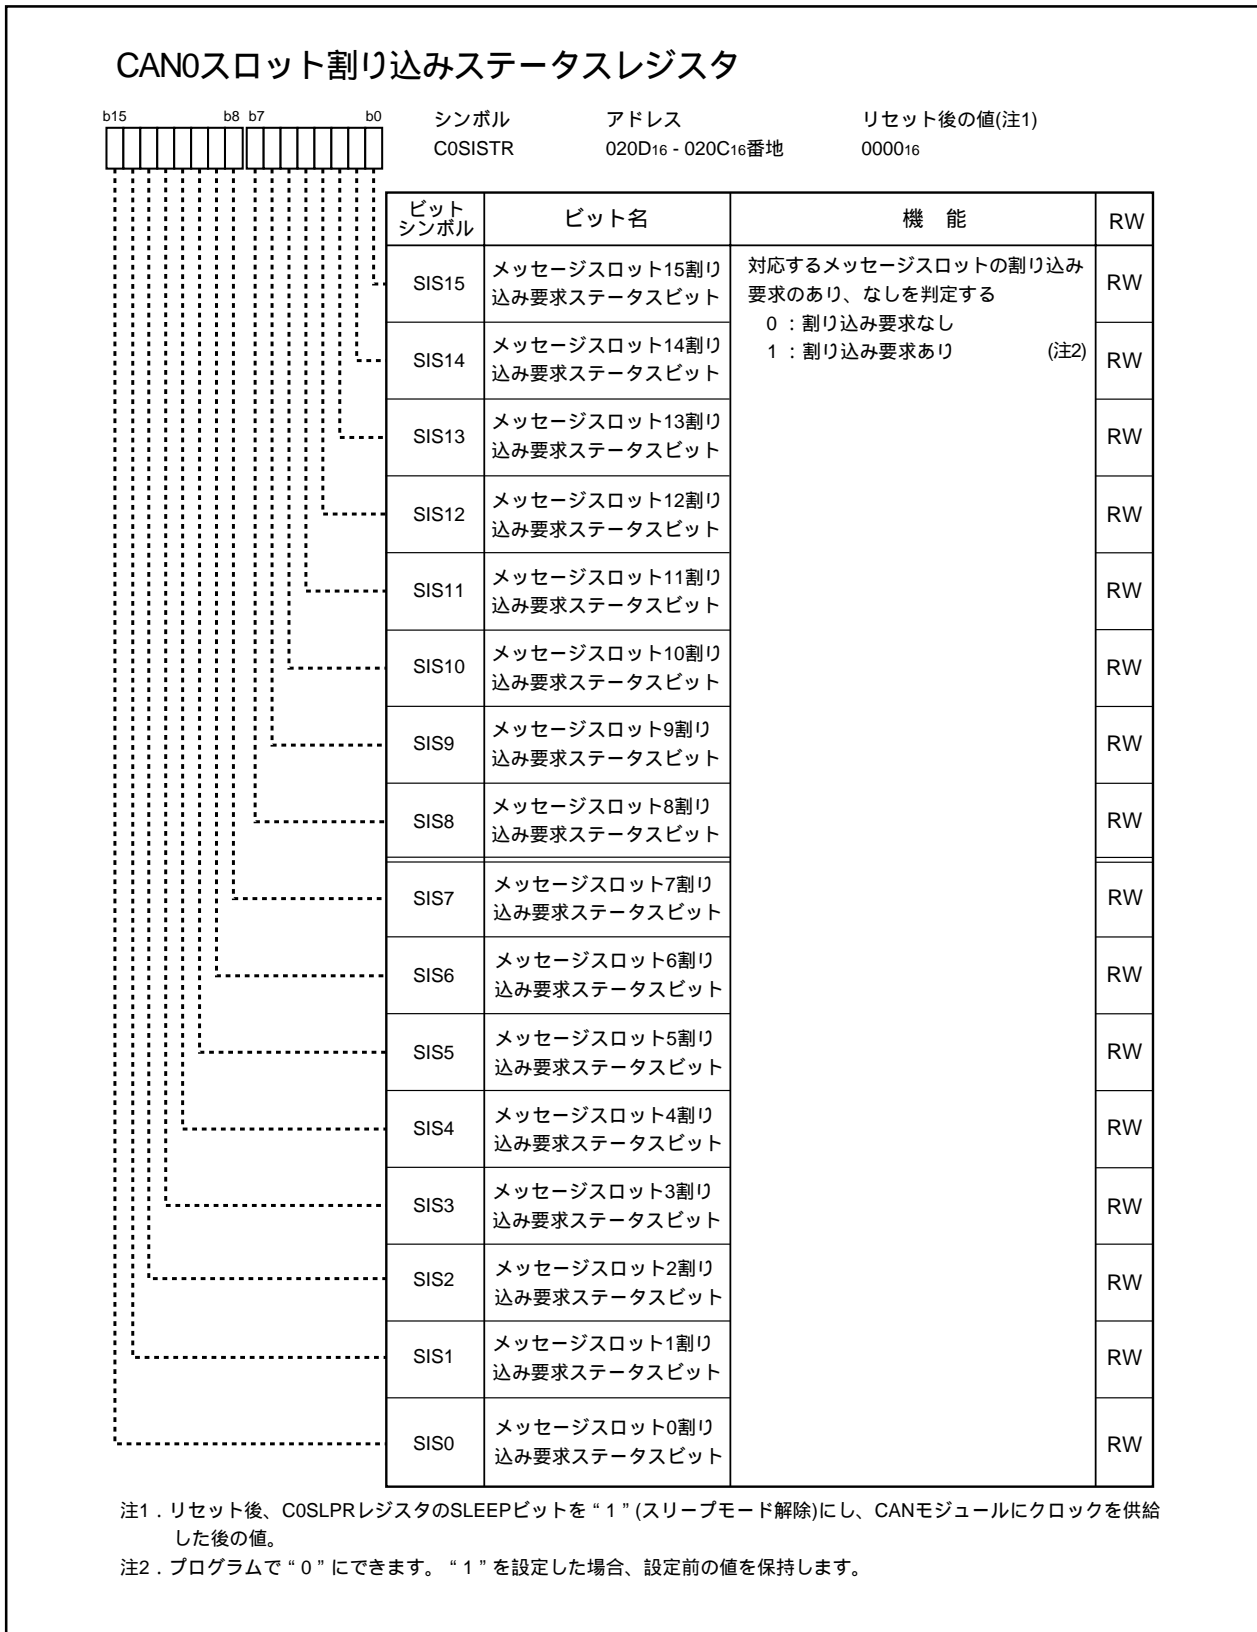 CAN0スロット割り込みステータスレジスタ
b15 b8 b7 b0
シンボル アドレス リセット後の値(注1)
C0SISTR 020D16 - 020C16番地 000016
ビット
シンボル
ビット名 機 能 RW
SIS15 メッセージスロット15割り
込み要求ステータスビット
対応するメッセージスロットの割り込み
要求のあり、なしを判定する
0 : 割り込み要求なし
1 : 割り込み要求あり (注2)
RW
SIS14 メッセージスロット14割り
込み要求ステータスビット
RW
SIS13 メッセージスロット13割り
込み要求ステータスビット
RW
SIS12 メッセージスロット12割り
込み要求ステータスビット
RW
SIS11 メッセージスロット11割り
込み要求ステータスビット
RW
SIS10 メッセージスロット10割り
込み要求ステータスビット
RW
SIS9 メッセージスロット9割り
込み要求ステータスビット
RW
SIS8 メッセージスロット8割り
込み要求ステータスビット
RW
SIS7 メッセージスロット7割り
込み要求ステータスビット
RW
SIS6 メッセージスロット6割り
込み要求ステータスビット
RW
SIS5 メッセージスロット5割り
込み要求ステータスビット
RW
SIS4 メッセージスロット4割り
込み要求ステータスビット
RW
SIS3 メッセージスロット3割り
込み要求ステータスビット
RW
SIS2 メッセージスロット2割り
込み要求ステータスビット
RW
SIS1 メッセージスロット1割り
込み要求ステータスビット
RW
SIS0 メッセージスロット0割り
込み要求ステータスビット
RW
注1．リセット後、C0SLPRレジスタのSLEEPビットを“1”(スリープモード解除)にし、CANモジュールにクロックを供給
した後の値。
注2．プログラムで“0”にできます。“1”を設定した場合、設定前の値を保持します。